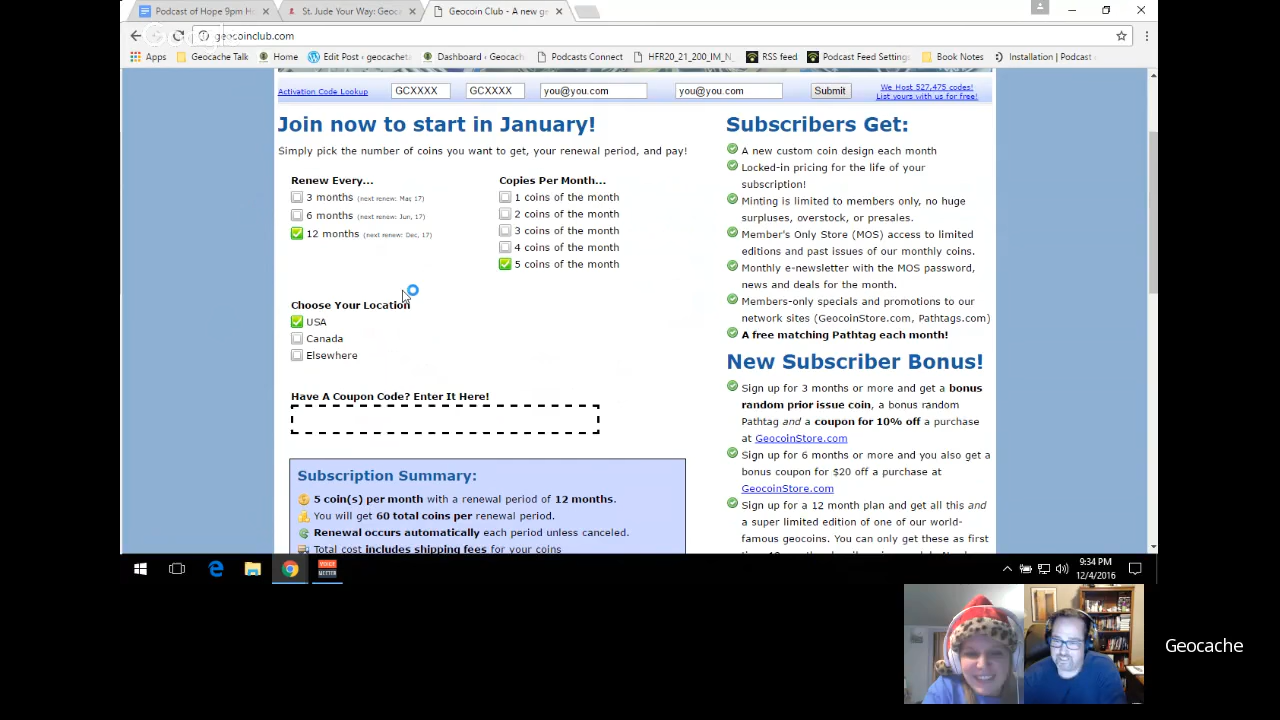 Podcast of Hope 9pm H
St. Jude Your Way: Geoca
Geocoin Club - A new ge
geocoinclub.com
Apps
Geocache Talk
Home
Edit Post ‹ geocachet
Dashboard ‹ Geocach
Podcasts Connect
HFR20_21_200_IM_N
RSS feed
Podcast Feed Settings
Book Notes
Installation | Podcast
Activation Code Lookup
GCXXXX
GCXXXX
you@you.com
you@you.com
Submit
We Host 527,475 codes!
List yours with us for free!
Join now to start in January!
Simply pick the number of coins you want to get, your renewal period, and pay!
Renew Every...
3 months (next renew: Mar, 17)
6 months (next renew: Jun, 17)
12 months (next renew: Dec, 17)
Copies Per Month...
1 coins of the month
2 coins of the month
3 coins of the month
4 coins of the month
5 coins of the month
Choose Your Location
USA
Canada
Elsewhere
Have A Coupon Code? Enter It Here!
Subscription Summary:
5 coin(s) per month with a renewal period of 12 months.
You will get 60 total coins per renewal period.
Renewal occurs automatically each period unless canceled.
Total cost includes shipping fees for your coins
Subscribers Get:
A new custom coin design each month
Locked-in pricing for the life of your
subscription!
Minting is limited to members only, no huge
surpluses, overstock, or presales.
Member's Only Store (MOS) access to limited
editions and past issues of our monthly coins.
Monthly e-newsletter with the MOS password,
news and deals for the month.
Members-only specials and promotions to our
network sites (GeocoinStore.com, Pathtags.com)
A free matching Pathtag each month!
New Subscriber Bonus!
Sign up for 3 months or more and get a bonus
random prior issue coin, a bonus random
Pathtag and a coupon for 10% off a purchase
at GeocoinStore.com
Sign up for 6 months or more and you also get a
bonus coupon for $20 off a purchase at
GeocoinStore.com
Sign up for a 12 month plan and get all this and
a super limited edition of one of our world-
famous geocoins. You can only get these as first
VOICE
MEETER
9:34 PM
12/4/2016
Geocache